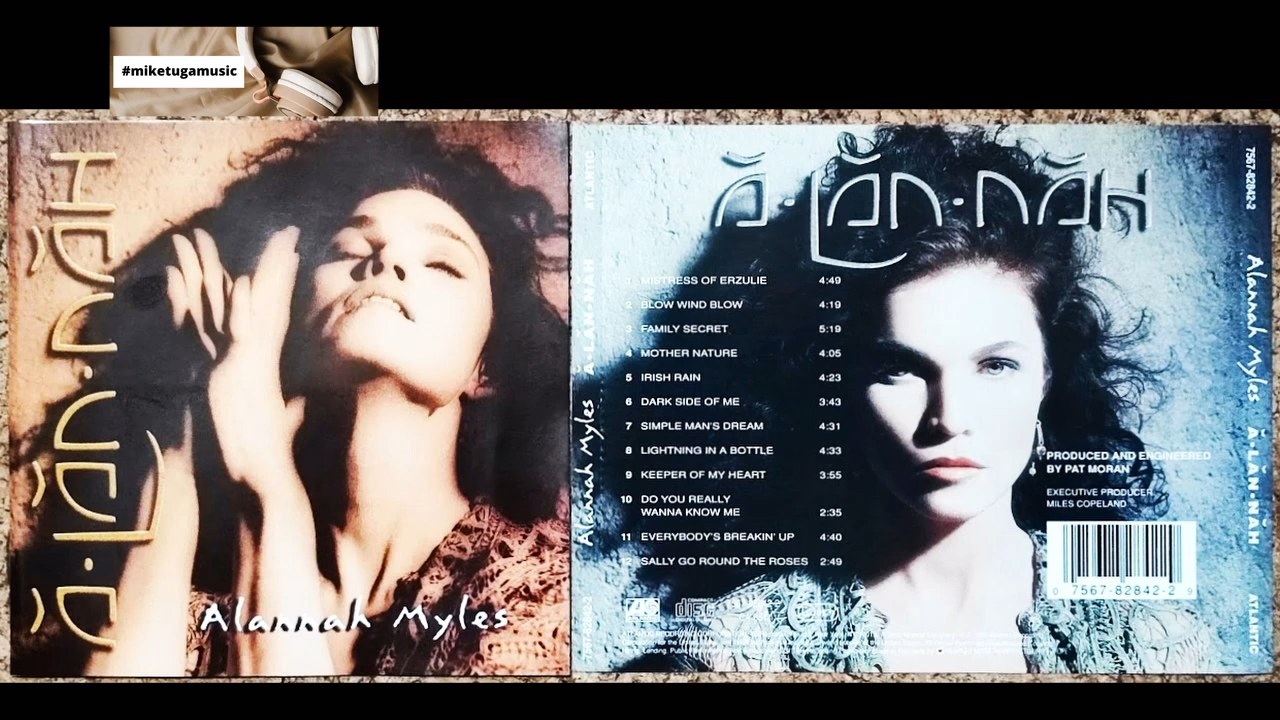 #miketugamusic
ă·lăn·năh
Alannah Myles
ATLANTIC
Ă·LĂN·NĂH
Alannah Myles
7567-82842-2
ă·lăn·năh
1 MISTRESS OF ERZULIE 4:49
2 BLOW WIND BLOW 4:19
3 FAMILY SECRET 5:19
4 MOTHER NATURE 4:05
5 IRISH RAIN 4:23
6 DARK SIDE OF ME 3:43
7 SIMPLE MAN'S DREAM 4:31
8 LIGHTNING IN A BOTTLE 4:33
9 KEEPER OF MY HEART 3:55
10 DO YOU REALLY
WANNA KNOW ME 2:35
11 EVERYBODY'S BREAKIN' UP 4:40
12 SALLY GO ROUND THE ROSES 2:49
PRODUCED AND ENGINEERED
BY PAT MORAN
EXECUTIVE PRODUCER
MILES COPELAND
0 7567-82842-2 9
COMPACT
disc
7567-82842-2
Alannah Myles
Ă·LĂN·NĂH
ATLANTIC